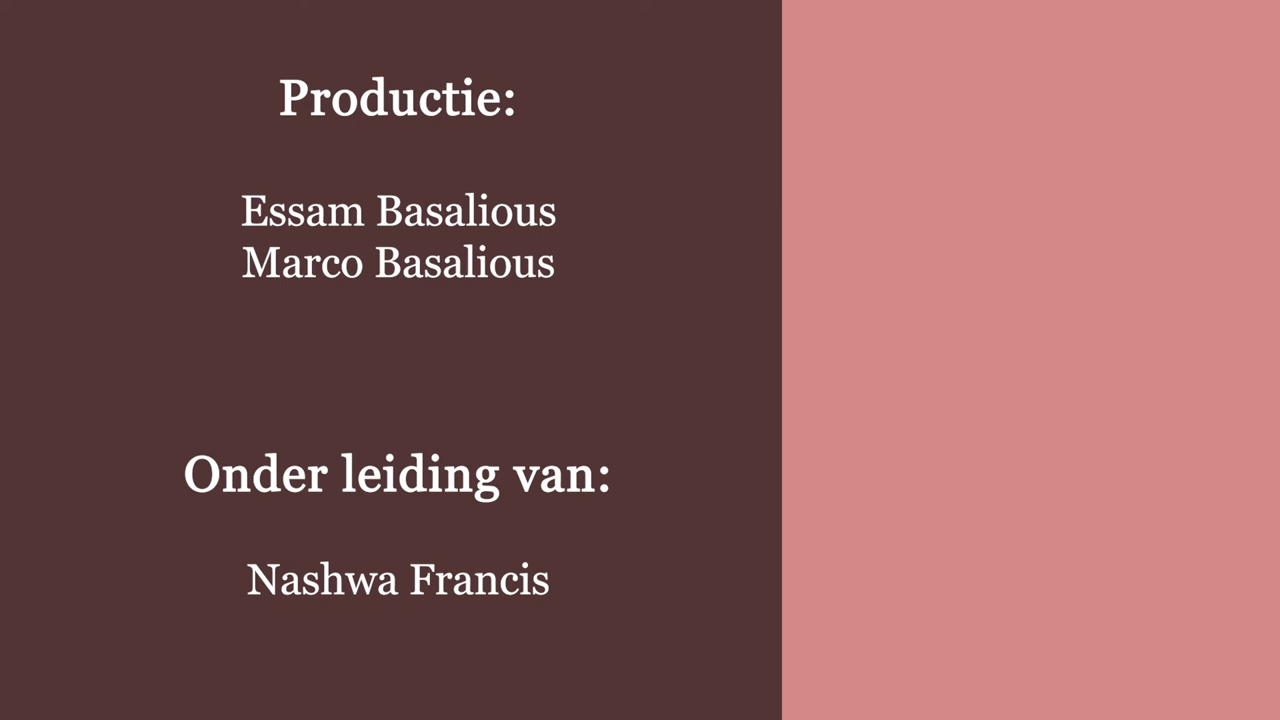 Productie:
Essam Basalious
Marco Basalious
Onder leiding van:
Nashwa Francis